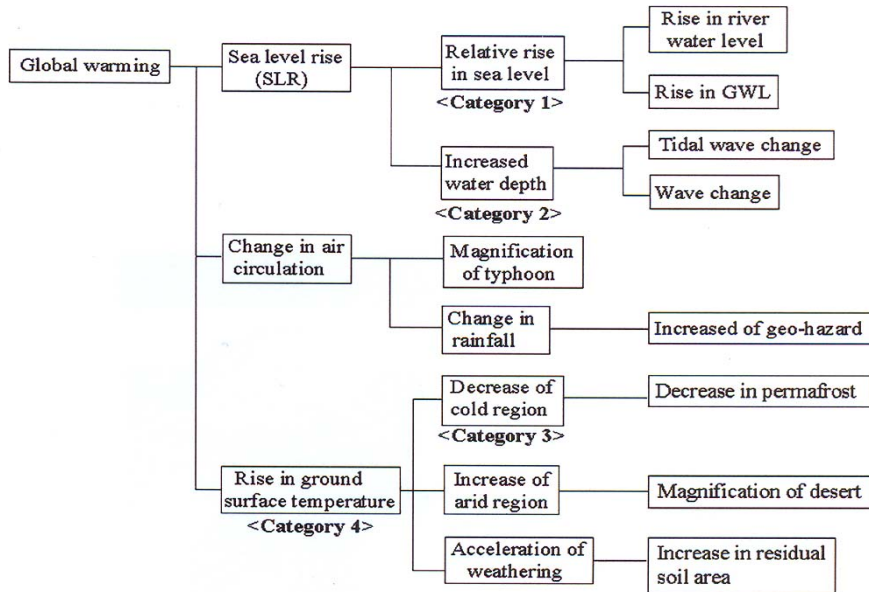 Global warming
Sea level rise
(SLR)
Relative rise
in sea level
<Category 1>
Rise in river
water level
Rise in GWL
Increased
water depth
<Category 2>
Tidal wave change
Wave change
Change in air
circulation
Magnification
of typhoon
Change in
rainfall
Increased of geo-hazard
Rise in ground
surface temperature
<Category 4>
Decrease of
cold region
<Category 3>
Decrease in permafrost
Increase of
arid region
Magnification of desert
Acceleration of
weathering
Increase in residual
soil area